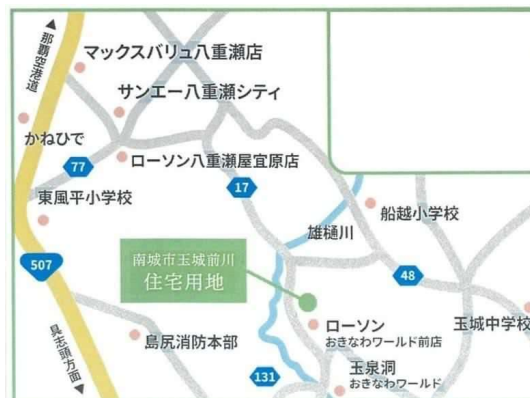 那覇空港道
マックスバリュ八重瀬店
サンエー八重瀬シティ
かねひで
77
ローソン八重瀬屋宜原店
17
東風平小学校
船越小学校
雄樋川
507
南城市玉城前川
住宅用地
48
ローソン
おきなわワールド前店
玉城中学校
島尻消防本部
具志頭方面
131
玉泉洞
おきなわワールド